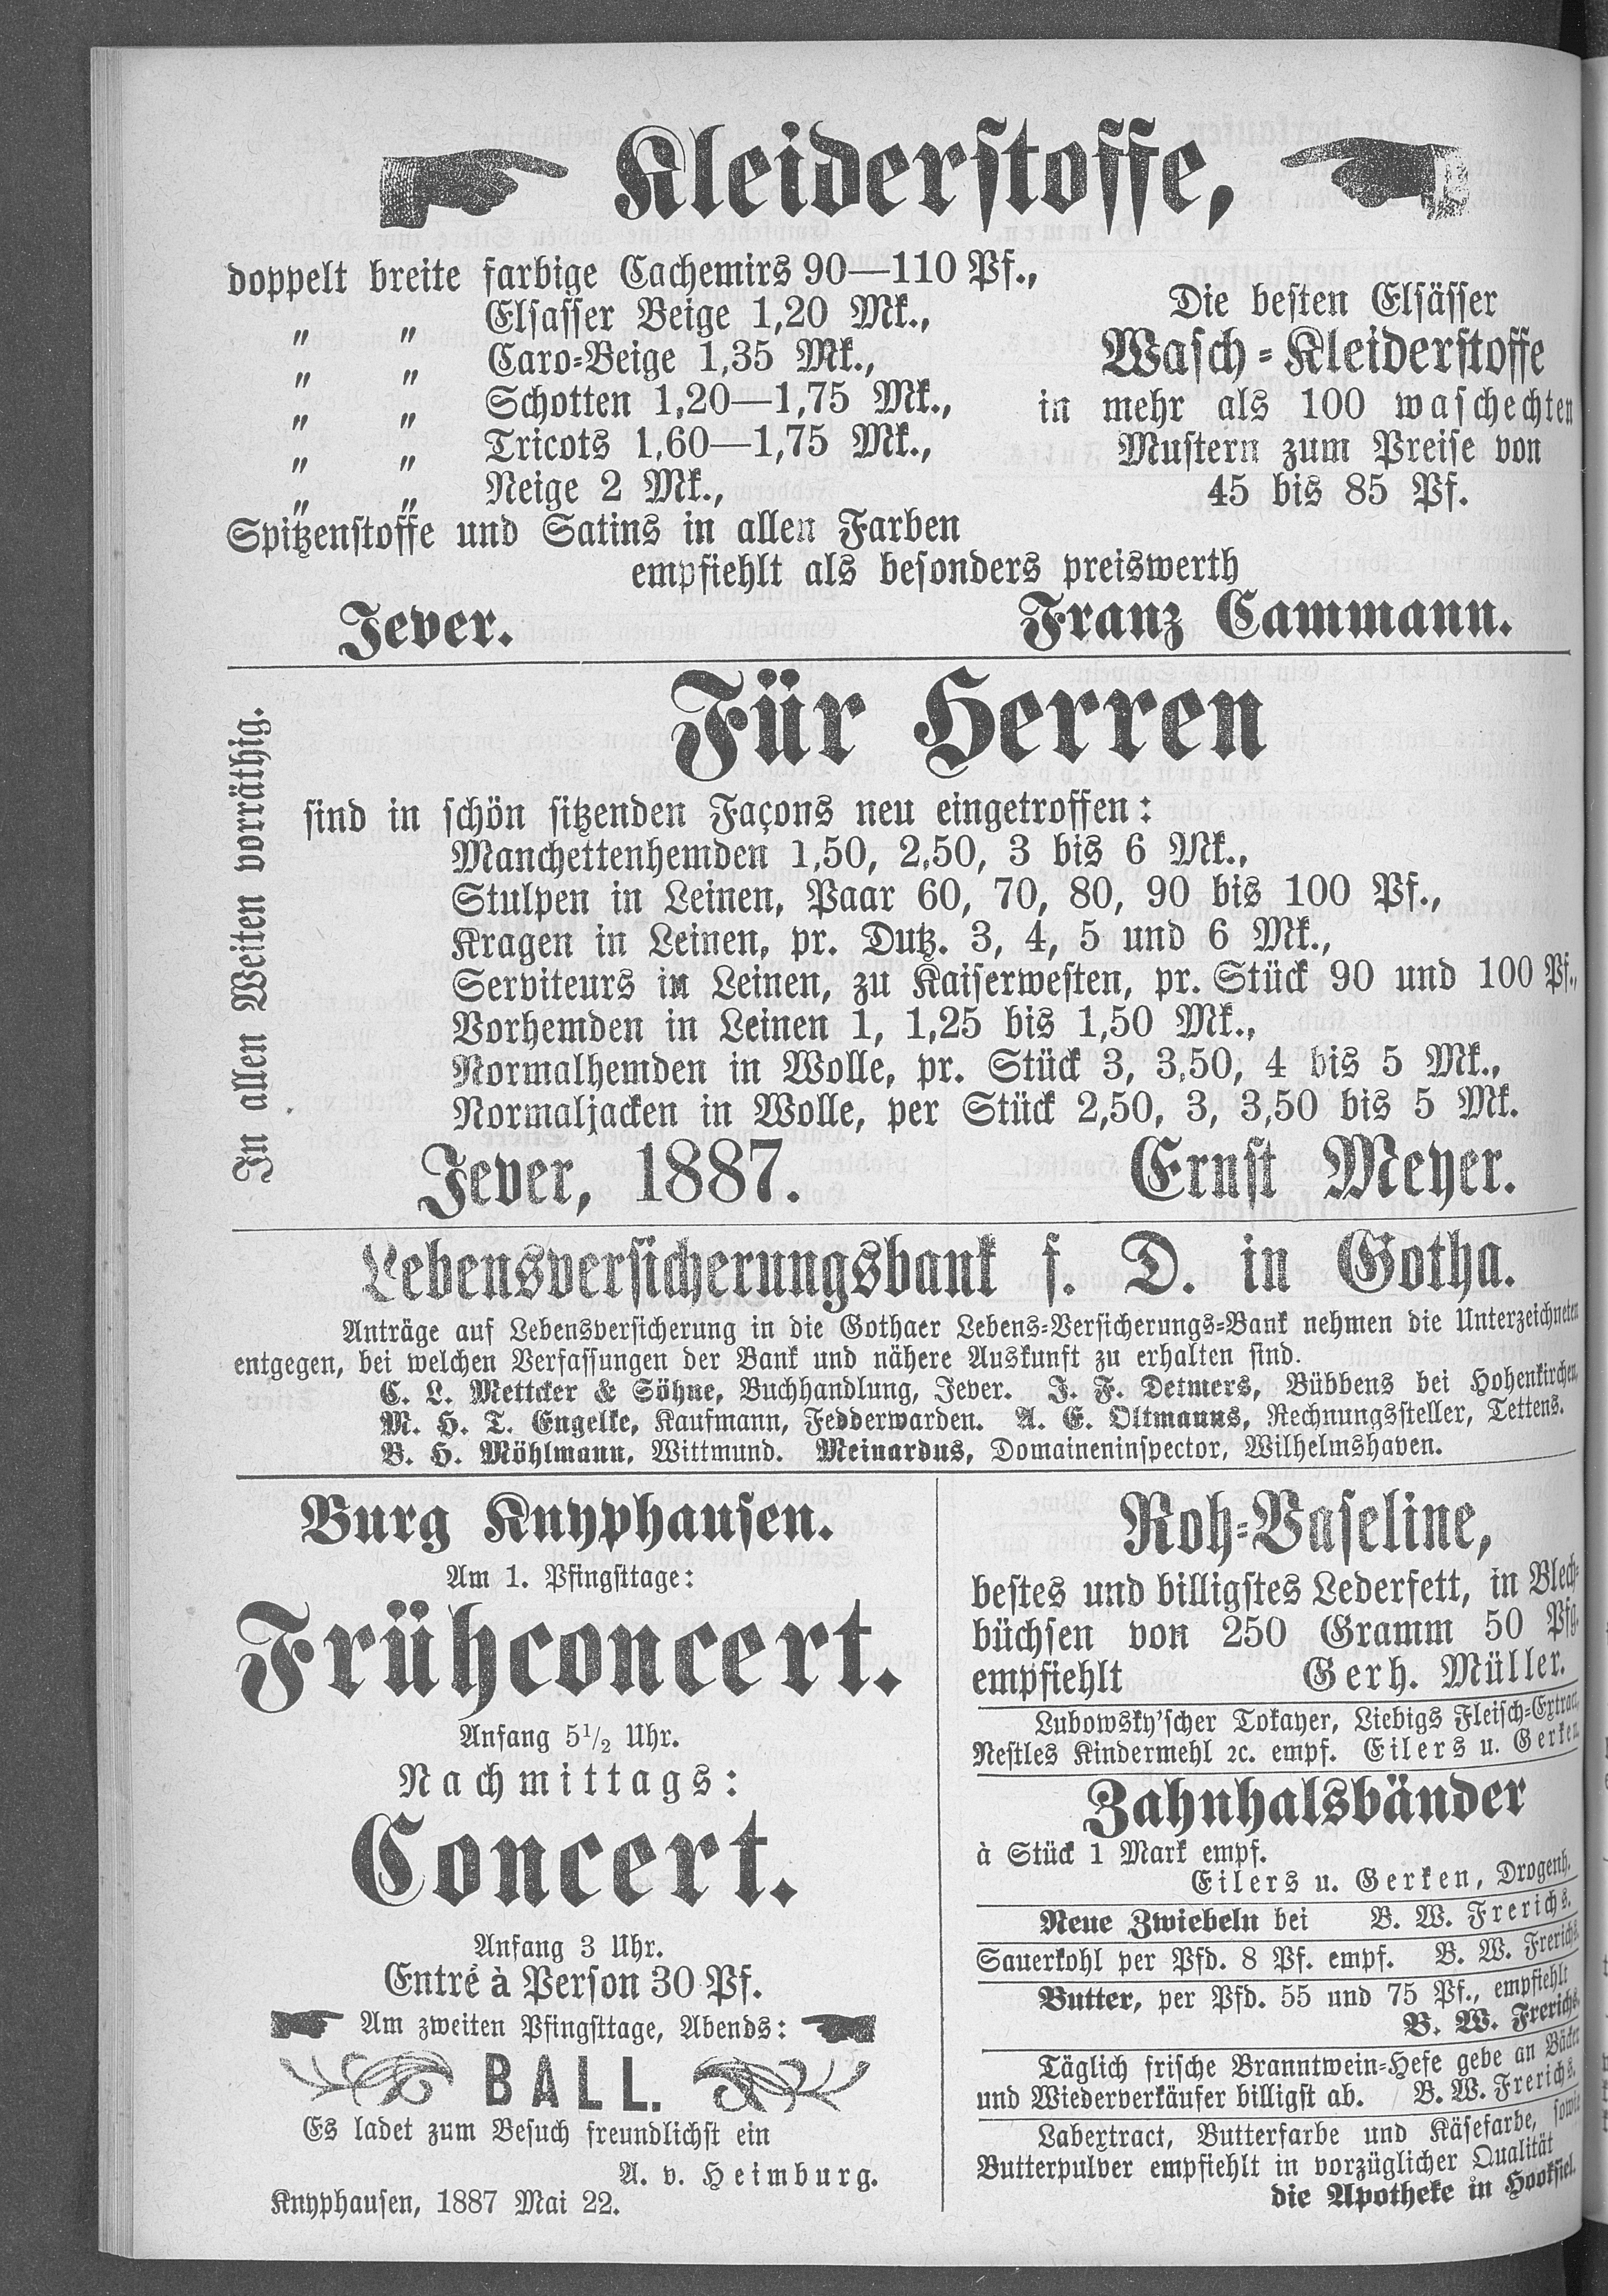 Kleiderstoffe,
doppelt breite farbige Cachemirs 90—110 Pf.,
" " Elsasser Beige 1,20 Mk.,
" " Caro-Beige 1,35 Mk.,
" " Schotten 1,20—1,75 Mk.,
" " Tricots 1,60—1,75 Mk.,
" " Neige 2 Mk.,
Spitzenstoffe und Satins in allen Farben
Die besten Elsässer
Wasch-Kleiderstoffe
in mehr als 100 waschechten
Mustern zum Preise von
45 bis 85 Pf.
empfiehlt als besonders preiswerth
Jever. Franz Cammann.
In allen Weiten vorräthig.
Für Herren
sind in schön sitzenden Façons neu eingetroffen:
Manchettenhemden 1,50, 2,50, 3 bis 6 Mk.,
Stulpen in Leinen, Paar 60, 70, 80, 90 bis 100 Pf.,
Kragen in Leinen, pr. Dutz. 3, 4, 5 und 6 Mk.,
Serviteurs in Leinen, zu Kaiserwesten, pr. Stück 90 und 100 Pf.,
Vorhemden in Leinen 1, 1,25 bis 1,50 Mk.,
Normalhemden in Wolle, pr. Stück 3, 3,50, 4 bis 5 Mk.,
Normaljacken in Wolle, per Stück 2,50, 3, 3,50 bis 5 Mk.
Jever, 1887. Ernst Meyer.
Lebensversicherungsbank f. D. in Gotha.
Anträge auf Lebensversicherung in die Gothaer Lebens-Versicherungs-Bank nehmen die Unterzeichneten
entgegen, bei welchen Verfassungen der Bank und nähere Auskunft zu erhalten sind.
C. L. Mettcker & Söhne, Buchhandlung, Jever. J. F. Detmers, Bübbens bei Hohenkirchen,
M. H. T. Engelke, Kaufmann, Fedderwarden. A. E. Oltmanns, Rechnungssteller, Tettens.
B. H. Möhlmann, Wittmund. Meinardus, Domaineninspector, Wilhelmshaven.
Burg Knyphausen.
Am 1. Pfingsttage:
Frühconcert.
Anfang 5½ Uhr.
Nachmittags:
Concert.
Anfang 3 Uhr.
Entré à Person 30 Pf.
Am zweiten Pfingsttage, Abends:
BALL.
Es ladet zum Besuch freundlichst ein
A. v. Heimburg.
Knyphausen, 1887 Mai 22.
Roh-Vaseline,
bestes und billigstes Lederfett, in Blech-
büchsen von 250 Gramm 50 Pfg.
empfiehlt Gerh. Müller.
Lubowsky'scher Tokayer, Liebigs Fleisch-Extract,
Nestles Kindermehl ꝛc. empf. Eilers u. Gerken.
Zahnhalsbänder
à Stück 1 Mark empf.
Eilers u. Gerken, Drogenh.
Neue Zwiebeln bei B. W. Frerichs.
Sauerkohl per Pfd. 8 Pf. empf. B. W. Frerichs.
Butter, per Pfd. 55 und 75 Pf., empfiehlt
B. W. Frerichs.
Täglich frische Branntwein-Hefe gebe an Bäcker
und Wiederverkäufer billigst ab. B. W. Frerichs.
Labextract, Butterfarbe und Käsefarbe, sowie
Butterpulver empfiehlt in vorzüglicher Qualität
die Apotheke in Hooksiel.